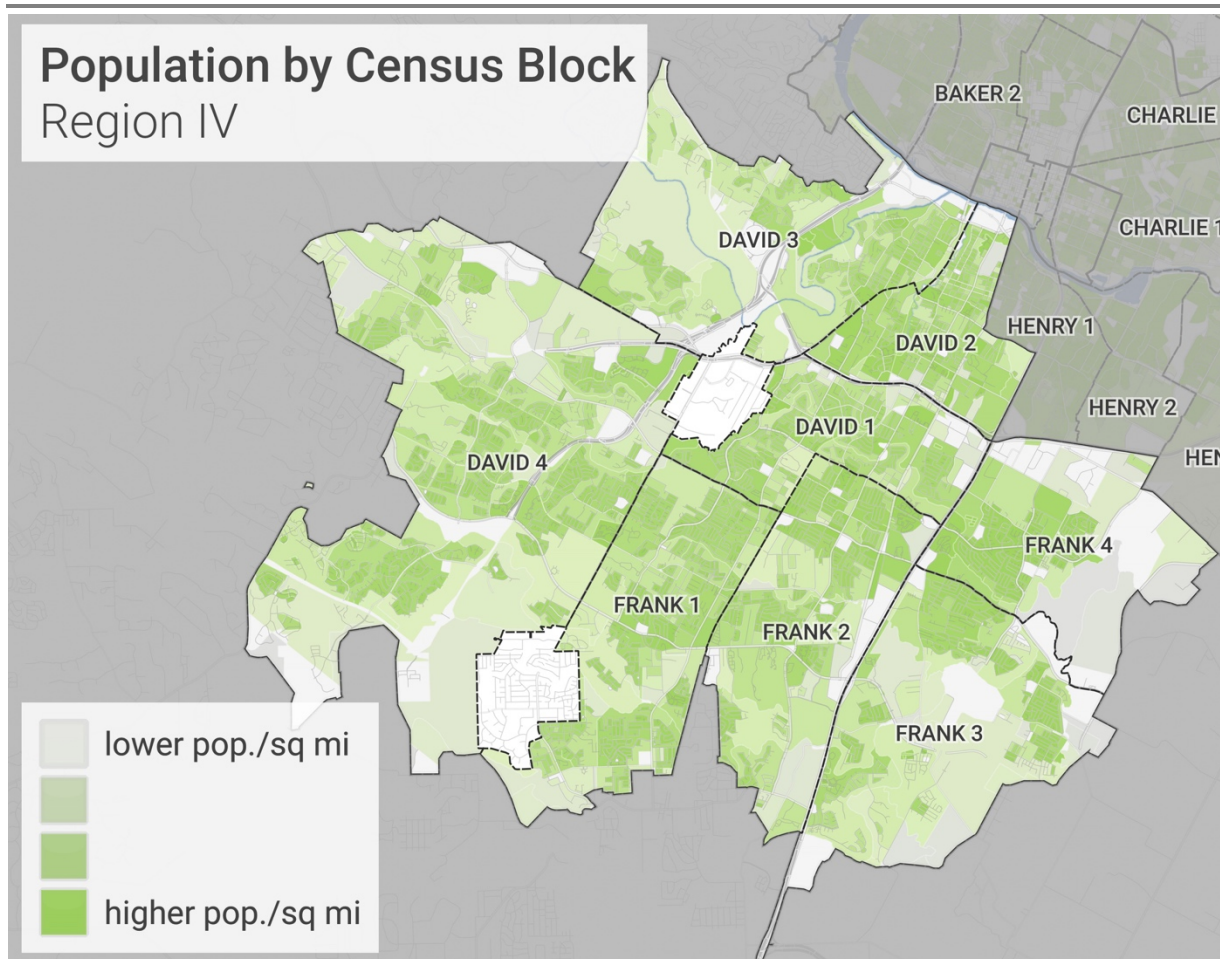 Population by Census Block
Region IV
BAKER 2
CHARLIE
CHARLIE 1
DAVID 3
HENRY 1
DAVID 2
HENRY 2
DAVID 1
HEN
DAVID 4
FRANK 4
FRANK 1
FRANK 2
FRANK 3
lower pop./sq mi
higher pop./sq mi